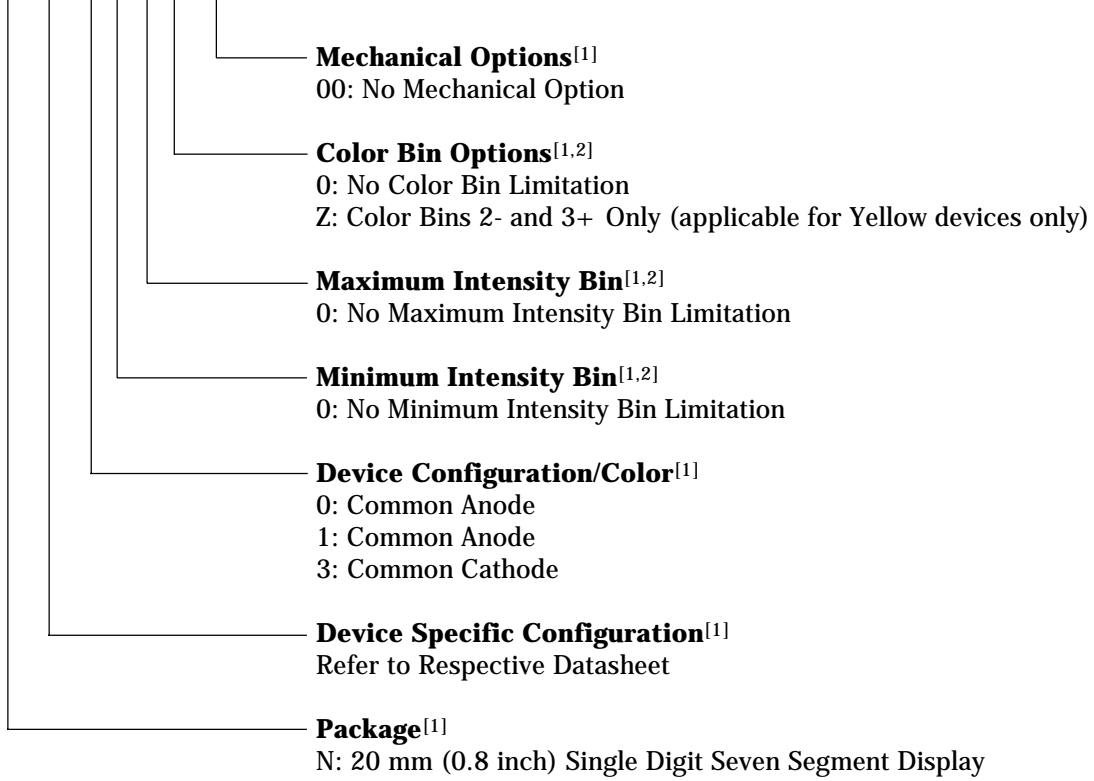 Mechanical Options[1]
00: No Mechanical Option
Color Bin Options[1,2]
0: No Color Bin Limitation
Z: Color Bins 2- and 3+ Only (applicable for Yellow devices only)
Maximum Intensity Bin[1,2]
0: No Maximum Intensity Bin Limitation
Minimum Intensity Bin[1,2]
0: No Minimum Intensity Bin Limitation
Device Configuration/Color[1]
0: Common Anode
1: Common Anode
3: Common Cathode
Device Specific Configuration[1]
Refer to Respective Datasheet
Package[1]
N: 20 mm (0.8 inch) Single Digit Seven Segment Display